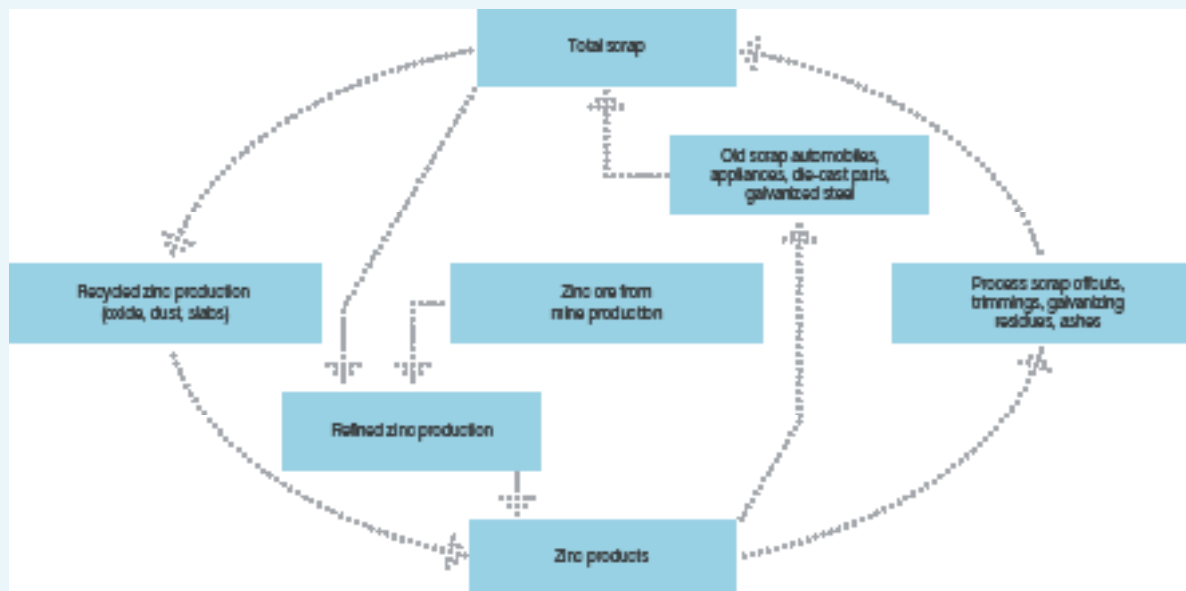 Total scrap
Old scrap automobiles,
appliances, die-cast parts,
galvanized steel
Recycled zinc production
(oxide, dust, slabs)
Zinc ore from
mine production
Process scrap offcuts,
trimmings, galvanizing
residues, ashes
Refined zinc production
Zinc products